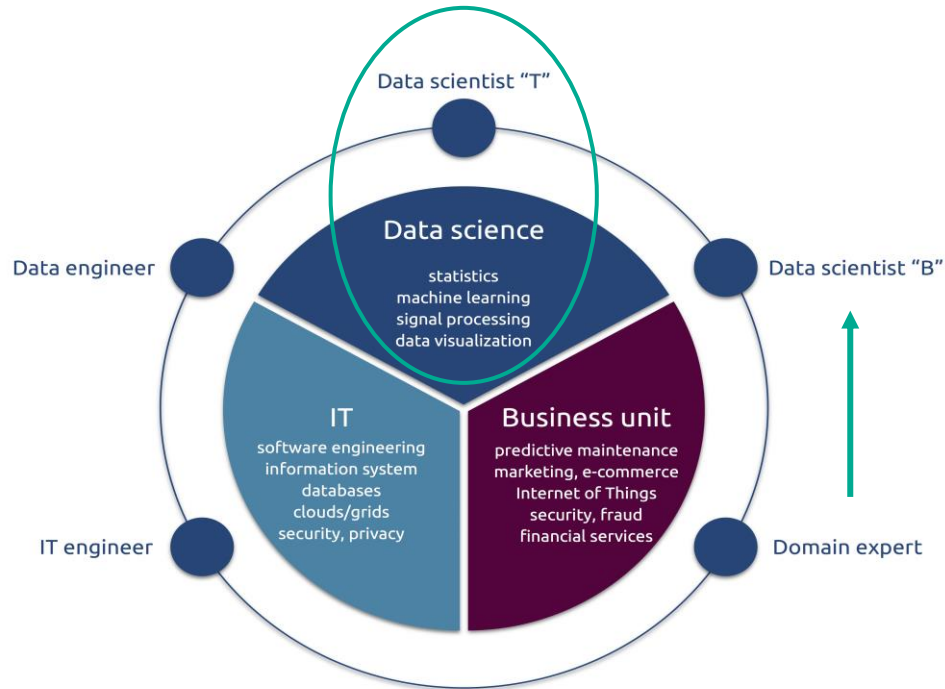 Data scientist “T”
Data engineer
Data scientist “B”
Data science
statistics
machine learning
signal processing
data visualization
IT
software engineering
information system
databases
clouds/grids
security, privacy
Business unit
predictive maintenance
marketing, e-commerce
Internet of Things
security, fraud
financial services
IT engineer
Domain expert